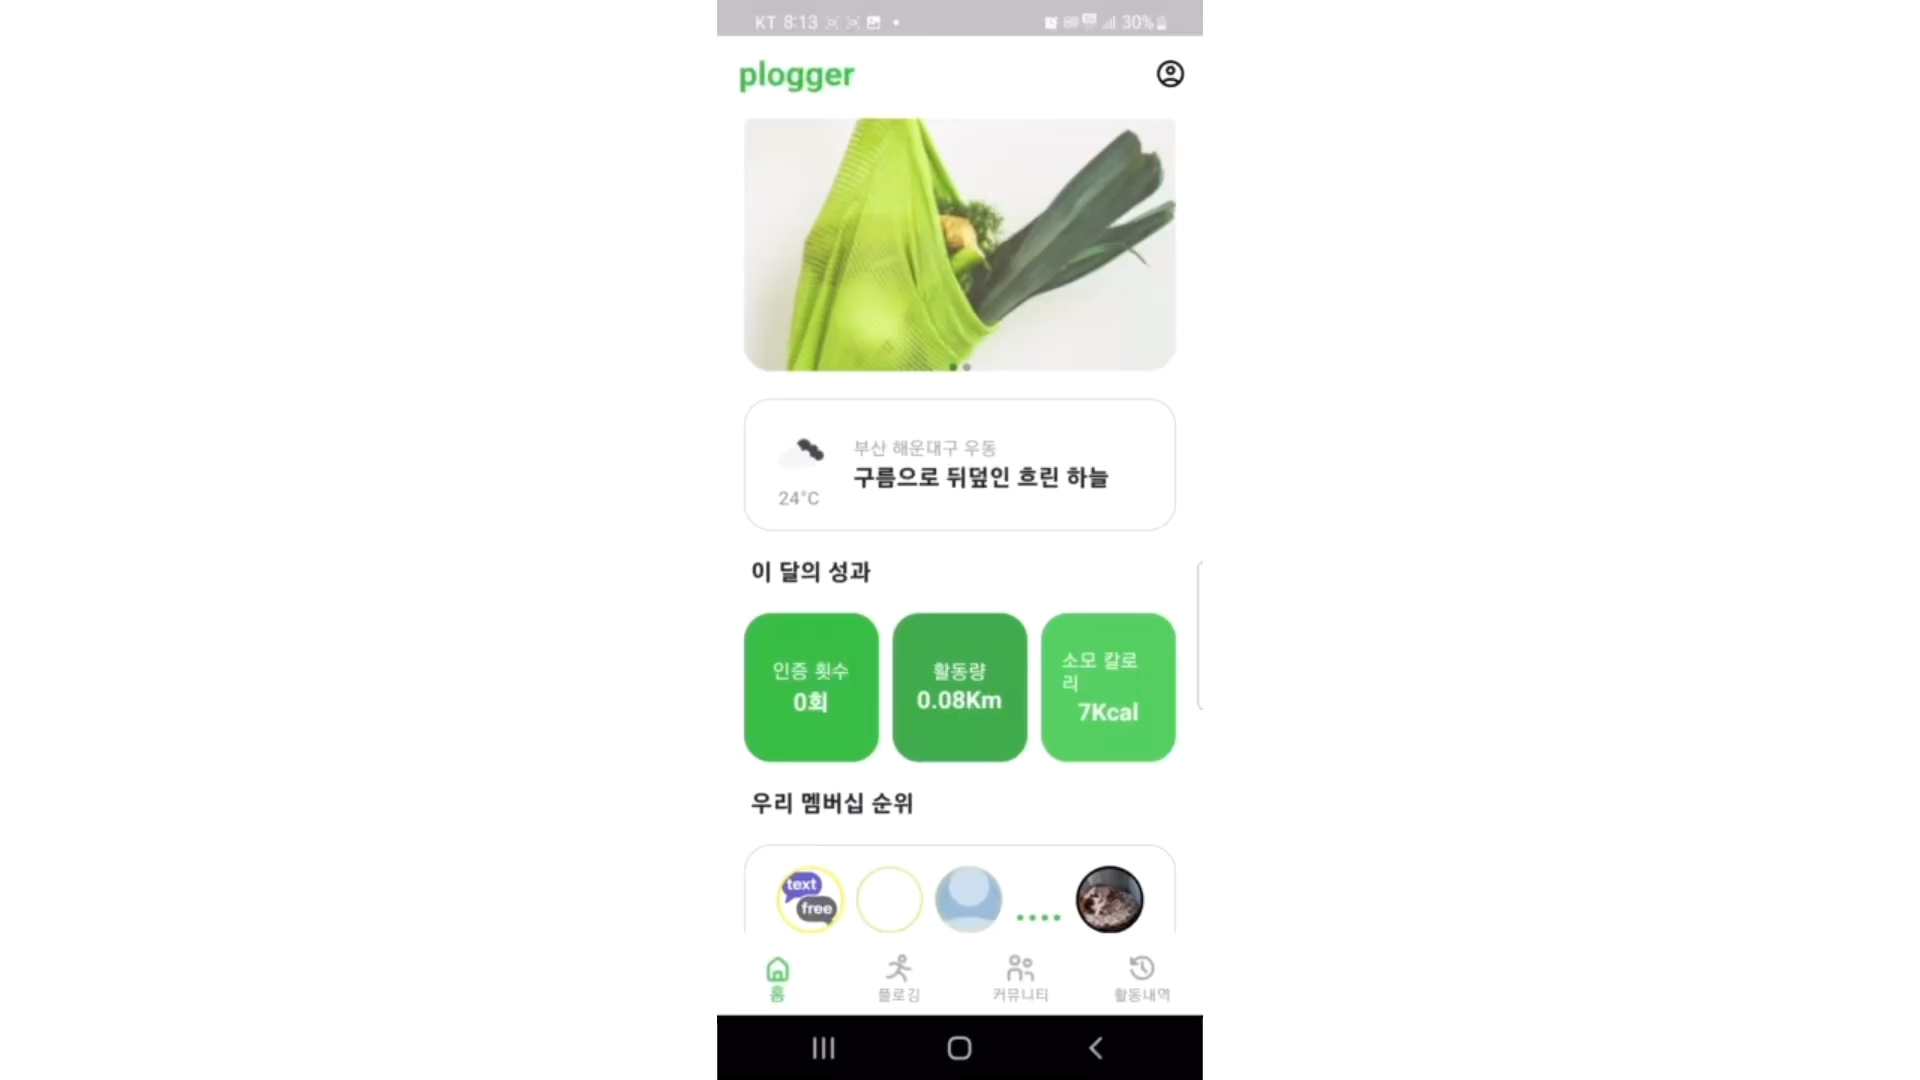 KT 8:13
30%
plogger
부산 해운대구 우동
구름으로 뒤덮인 흐린 하늘
24°C
이 달의 성과
인증 횟수
0회
활동량
0.08Km
소모 칼로
리
7Kcal
우리 멤버십 순위
text
free
홈
플로깅
커뮤니티
활동내역